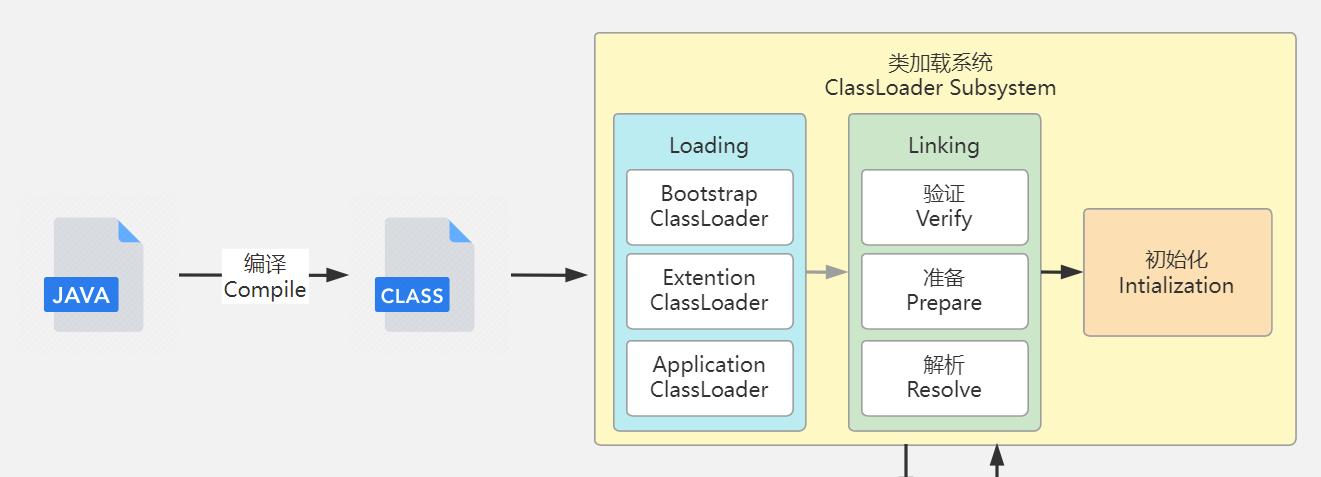 JAVA
编译
Compile
CLASS
类加载系统
ClassLoader Subsystem
Loading
Bootstrap
ClassLoader
Extention
ClassLoader
Application
ClassLoader
Linking
验证
Verify
准备
Prepare
解析
Resolve
初始化
Intialization